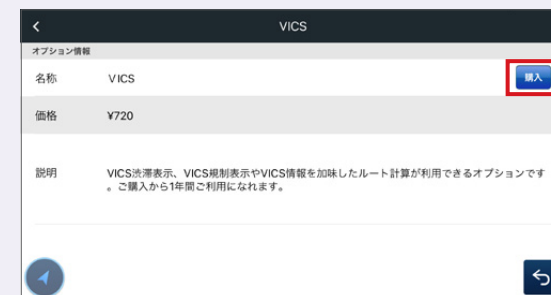 VICS
オプション情報
名称 VICS 購入
価格 ¥720
説明 VICS渋滞表示、VICS規制表示やVICS情報を加味したルート計算が利用できるオプションです
。ご購入から1年間ご利用になれます。